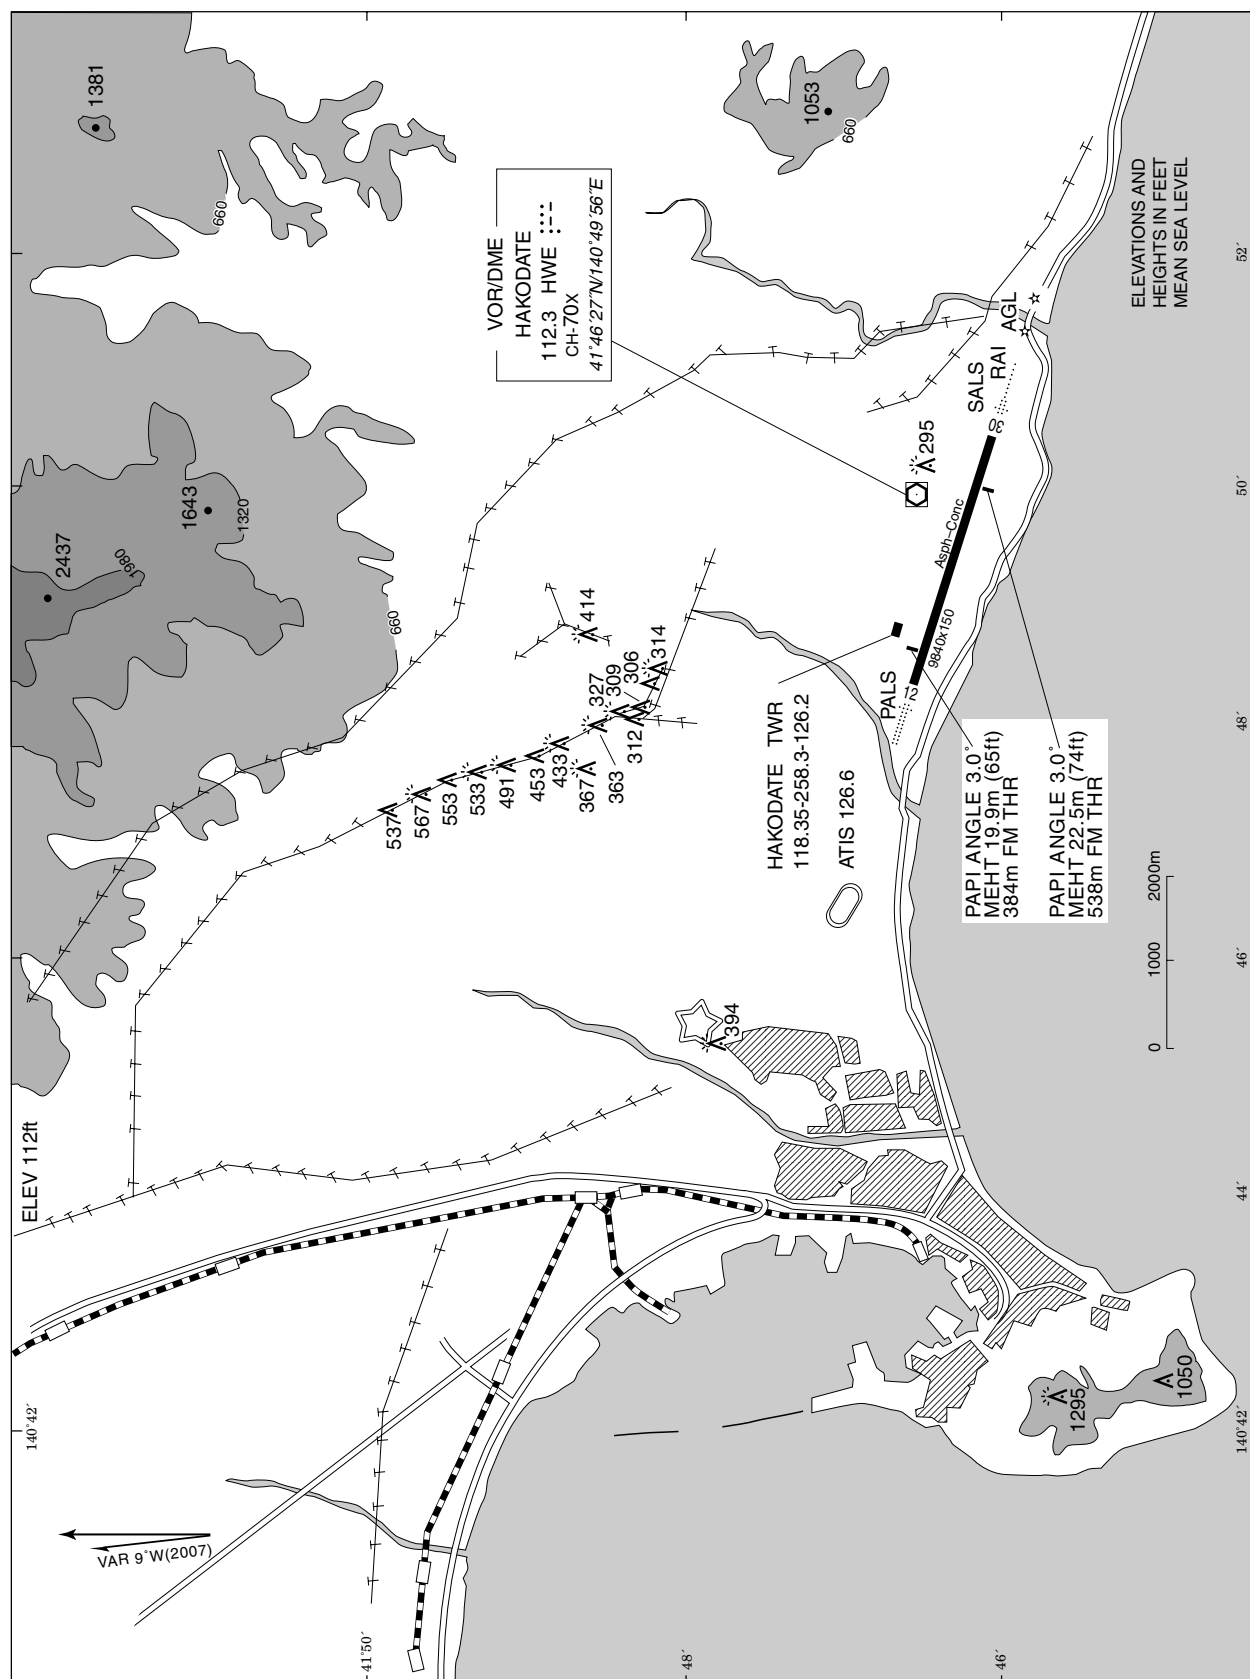 ELEV 112ft
VAR 9°W(2007)
1381
660
2437
1980
1643
1320
660
1053
660
VOR/DME
HAKODATE
112.3 HWE
CH-70X
41°46′27″N/140°49′56″E
ELEVATIONS AND
HEIGHTS IN FEET
MEAN SEA LEVEL
537
567
553
533
491
453
433
367
363
327
309
306
312
314
414
295
394
1295
1050
HAKODATE TWR
118.35-258.3-126.2
ATIS 126.6
PALS
12
9840x150
Asph-Conc
30
SALS
RAI
AGL
PAPI ANGLE 3.0°
MEHT 19.9m (65ft)
384m FM THR
PAPI ANGLE 3.0°
MEHT 22.5m (74ft)
538m FM THR
0
1000
2000m
140°42′
140°42′
44′
46′
48′
50′
52′
41°50′
48′
46′